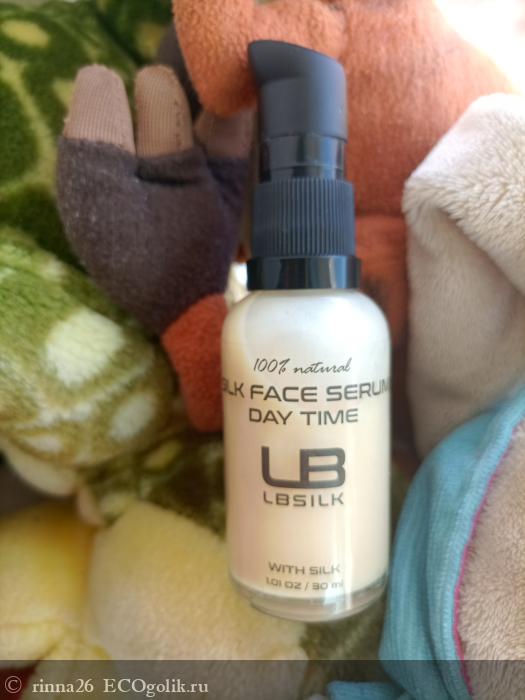 100% natural
SILK FACE SERUM
DAY TIME
LB
LBSILK
WITH SILK
1.01 OZ / 30 ml
© rinna26 ECOgolik.ru